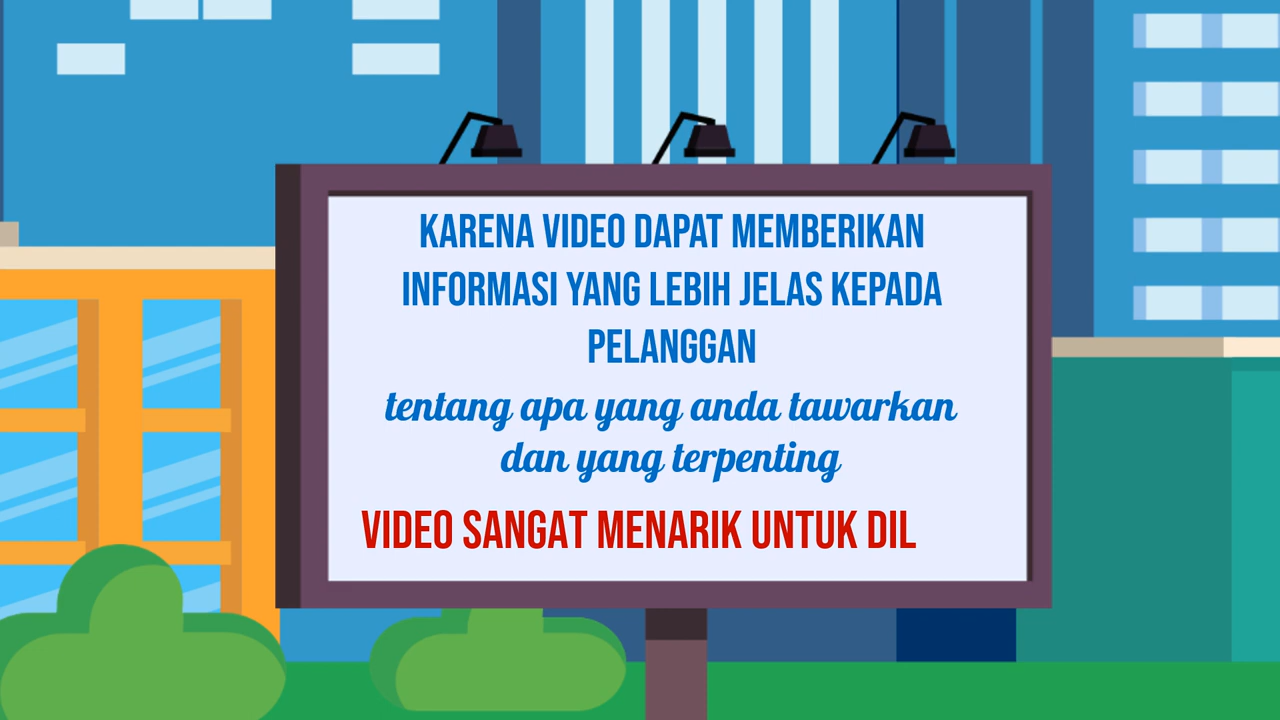 KARENA VIDEO DAPAT MEMBERIKAN
INFORMASI YANG LEBIH JELAS KEPADA
PELANGGAN
tentang apa yang anda tawarkan
dan yang terpenting
VIDEO SANGAT MENARIK UNTUK DIL